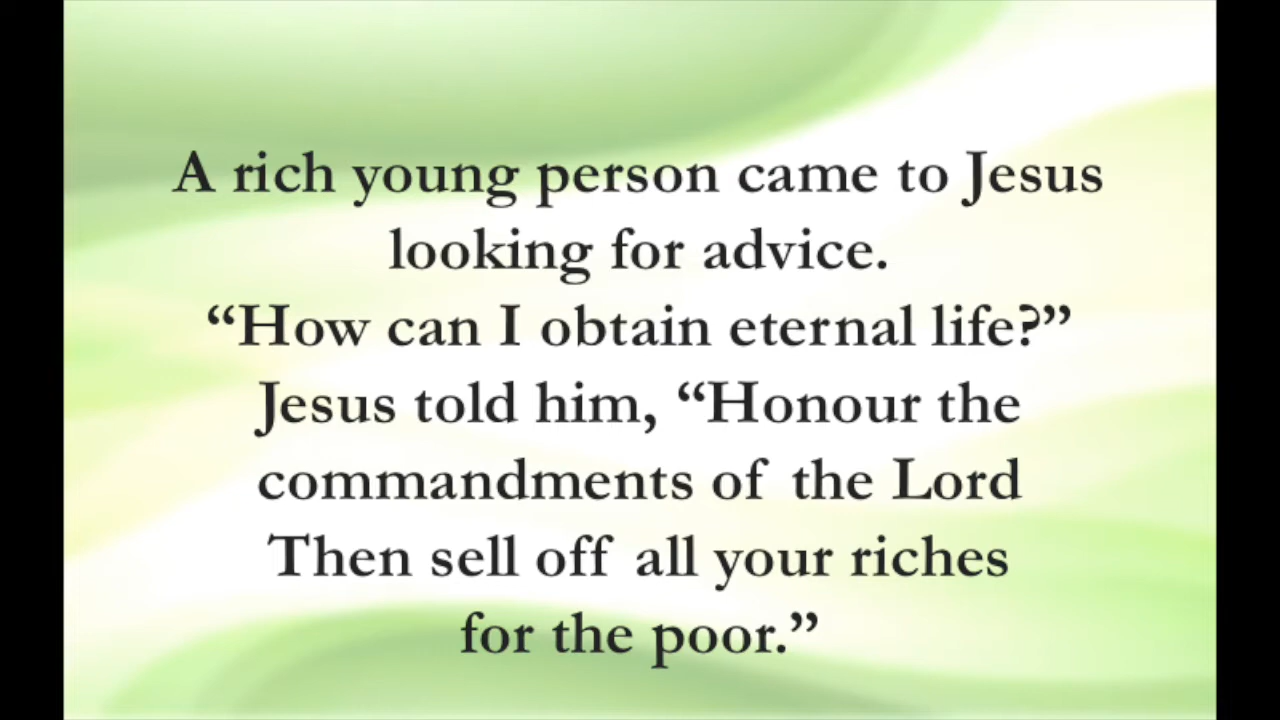 A rich young person came to Jesus
looking for advice.
“How can I obtain eternal life?”
Jesus told him, “Honour the
commandments of the Lord
Then sell off all your riches
for the poor.”